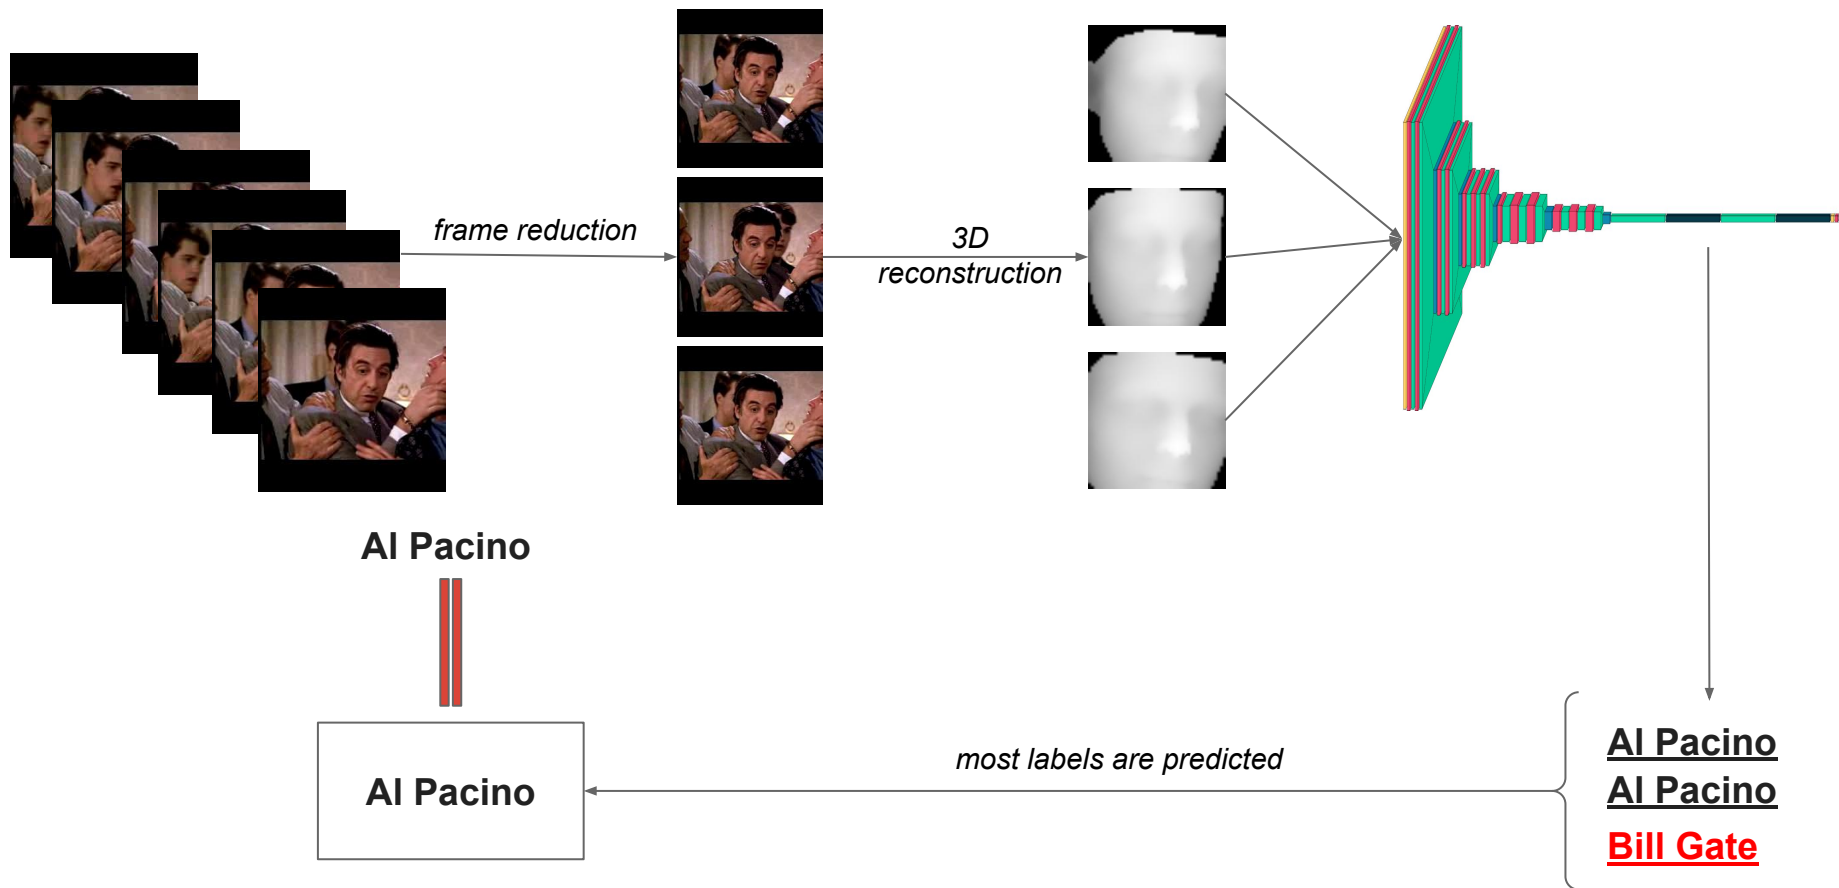 frame reduction
3D
reconstruction
Al Pacino
most labels are predicted
Al Pacino
Al Pacino
Al Pacino
Bill Gate